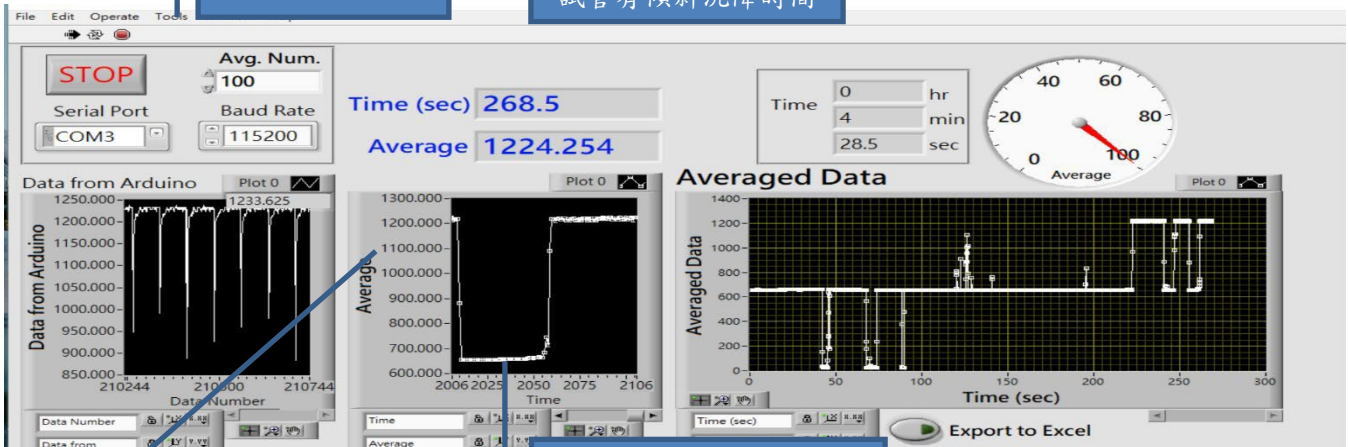 試管有傾斜沉降時間
File Edit Operate Tools
STOP
Avg. Num.
100
Serial Port
COM3
Baud Rate
115200
Time (sec) 268.5
Average 1224.254
Time
0 hr
4 min
28.5 sec
0
20
40
60
80
100
Average
Data from Arduino
Plot 0
1233.625
Data from Arduino
1250.000
1200.000
1150.000
1100.000
1050.000
1000.000
950.000
900.000
850.000
210244
210744
Data Number
Data Number
Data from
Plot 0
Average
1300.000
1200.000
1100.000
1000.000
900.000
800.000
700.000
600.000
2050
2075
2106
Time
Time
Average
Averaged Data
Plot 0
Averaged Data
1400
1200
1000
800
600
400
200
0
0
50
100
150
200
250
300
Time (sec)
Time (sec)
Export to Excel